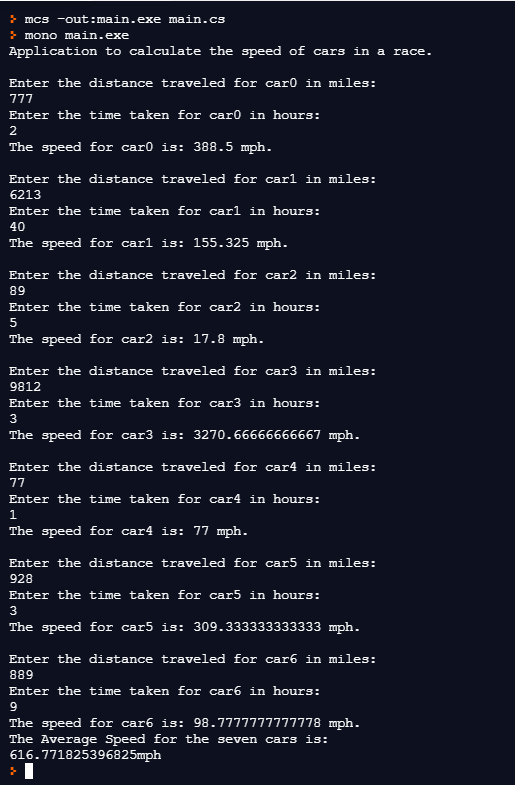 > mcs -out:main.exe main.cs
> mono main.exe
Application to calculate the speed of cars in a race.
Enter the distance traveled for car0 in miles:
777
Enter the time taken for car0 in hours:
2
The speed for car0 is: 388.5 mph.
Enter the distance traveled for car1 in miles:
6213
Enter the time taken for car1 in hours:
40
The speed for car1 is: 155.325 mph.
Enter the distance traveled for car2 in miles:
89
Enter the time taken for car2 in hours:
5
The speed for car2 is: 17.8 mph.
Enter the distance traveled for car3 in miles:
9812
Enter the time taken for car3 in hours:
3
The speed for car3 is: 3270.66666666667 mph.
Enter the distance traveled for car4 in miles:
77
Enter the time taken for car4 in hours:
1
The speed for car4 is: 77 mph.
Enter the distance traveled for car5 in miles:
928
Enter the time taken for car5 in hours:
3
The speed for car5 is: 309.333333333333 mph.
Enter the distance traveled for car6 in miles:
889
Enter the time taken for car6 in hours:
9
The speed for car6 is: 98.7777777777778 mph.
The Average Speed for the seven cars is:
616.771825396825mph
>